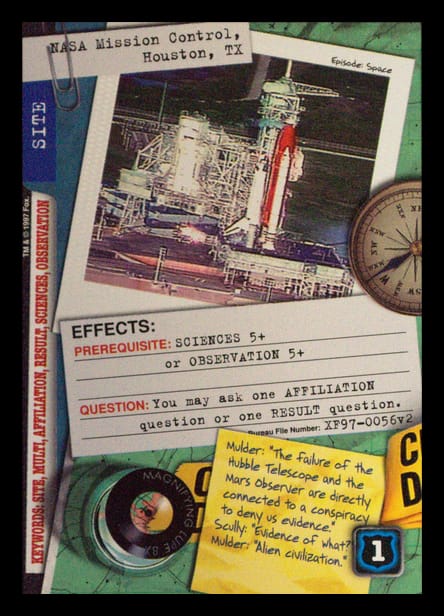 NASA Mission Control,
Houston, TX
Episode: Space
SITE
TM & © 1997 Fox.
KEYWORDS: SITE, MULTI, AFFILIATION, RESULT, SCIENCES, OBSERVATION
EFFECTS:
PREREQUISITE: SCIENCES 5+
or OBSERVATION 5+
QUESTION: You may ask one AFFILIATION
question or one RESULT question.
Bureau File Number: XF97-0056v2
Mulder: "The failure of the
Hubble Telescope and the
Mars Observer are directly
connected to a conspiracy
to deny us evidence."
Scully: "Evidence of what?"
Mulder: "Alien civilization."
MAGNIFYING LUPE 8X
1